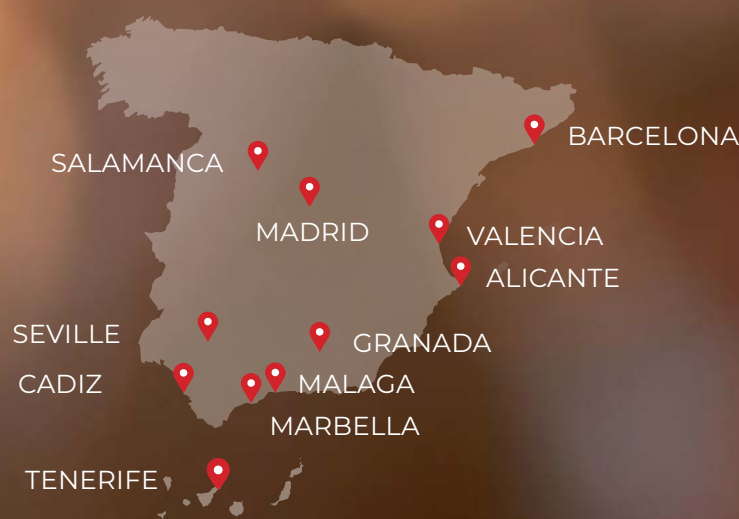 BARCELONA
SALAMANCA
MADRID
VALENCIA
ALICANTE
SEVILLE
GRANADA
CADIZ
MALAGA
MARBELLA
TENERIFE